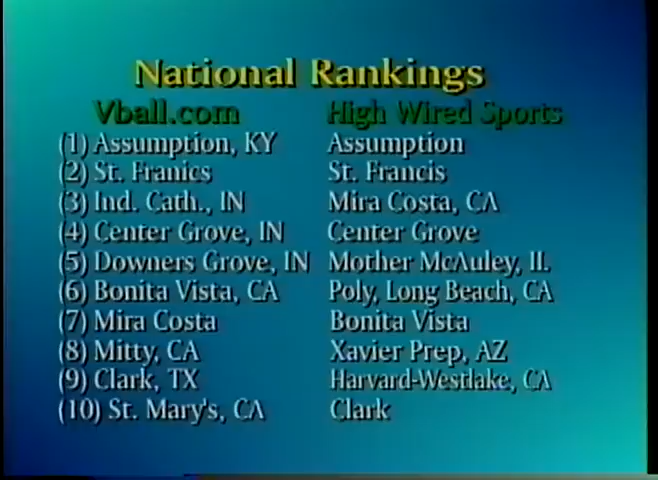 National Rankings
Vball.com High Wired Sports
(1) Assumption, KY Assumption
(2) St. Franics St. Francis
(3) Ind. Cath., IN Mira Costa, CA
(4) Center Grove, IN Center Grove
(5) Downers Grove, IN Mother McAuley, Il.
(6) Bonita Vista, CA Poly, Long Beach, CA
(7) Mira Costa Bonita Vista
(8) Mitty, CA Xavier Prep, AZ
(9) Clark, TX Harvard-Westlake, CA
(10) St. Mary's, CA Clark